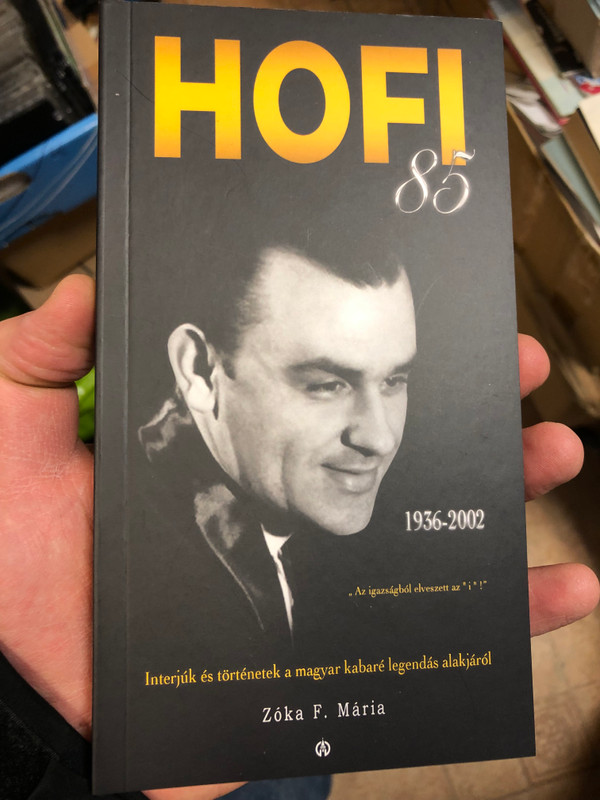 HOFI
85
1936-2002
„Az igazságból elveszett az "i"!"
Interjúk és történetek a magyar kabaré legendás alakjáról
Zóka F. Mária